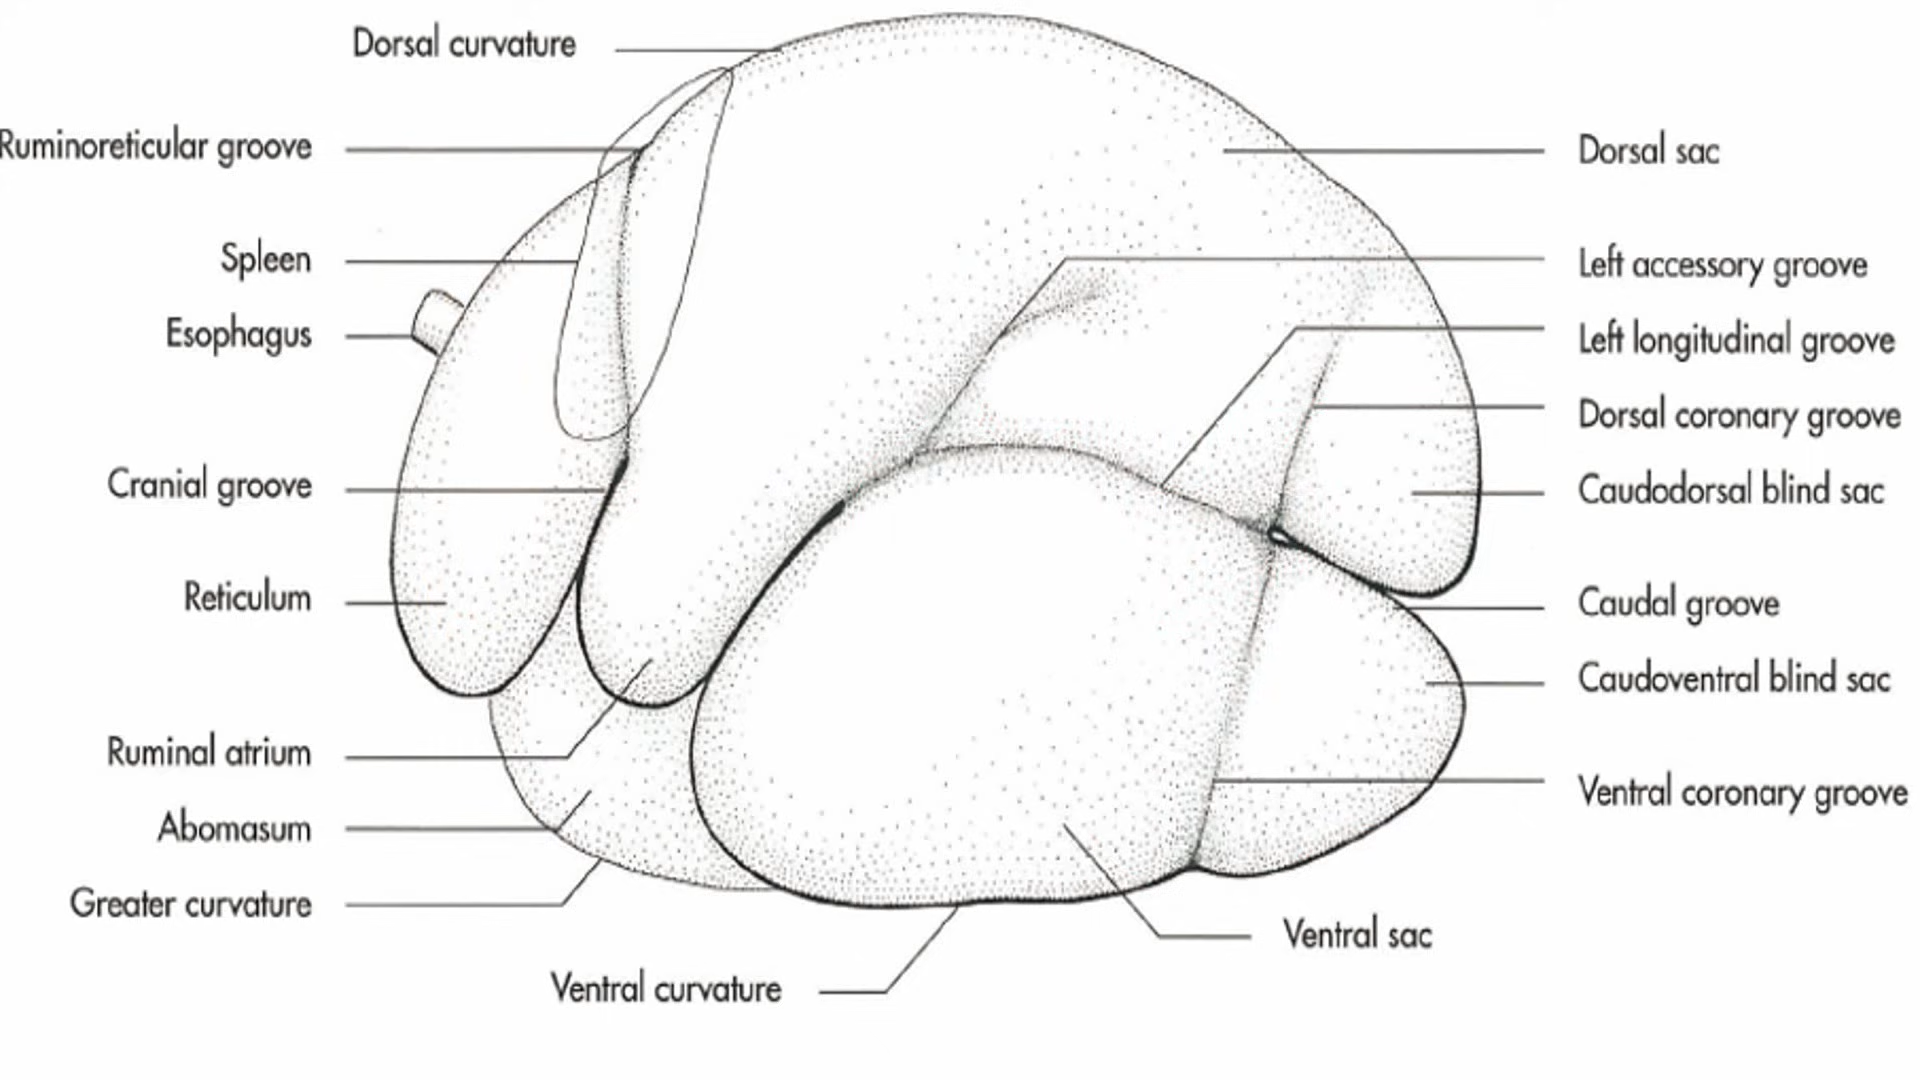 Dorsal curvature
Ruminoreticular groove
Spleen
Esophagus
Cranial groove
Reticulum
Ruminal atrium
Abomasum
Greater curvature
Ventral curvature
Dorsal sac
Left accessory groove
Left longitudinal groove
Dorsal coronary groove
Caudodorsal blind sac
Caudal groove
Caudoventral blind sac
Ventral coronary groove
Ventral sac